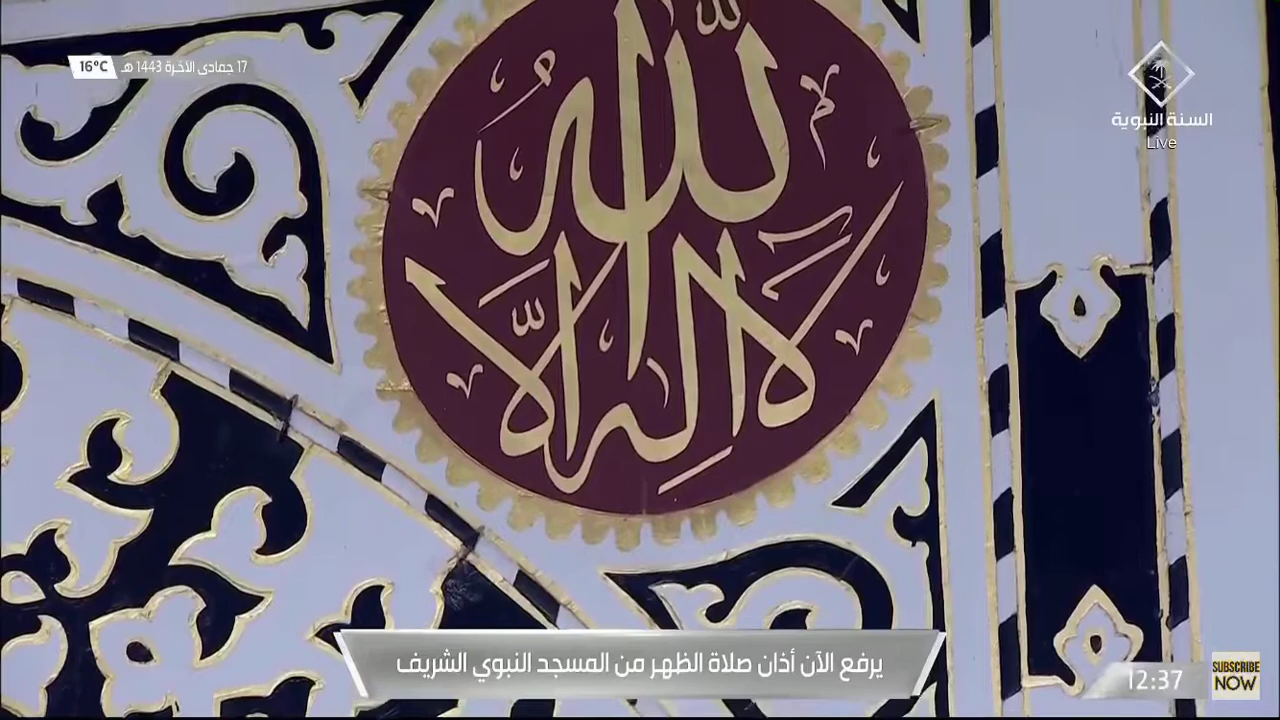 16°C
17 جمادى الآخرة 1443 هـ
السنة النبوية
Live
لا إله إلا
الله
يرفع الآن أذان صلاة الظهر من المسجد النبوي الشريف
12:37
SUBSCRIBE
NOW